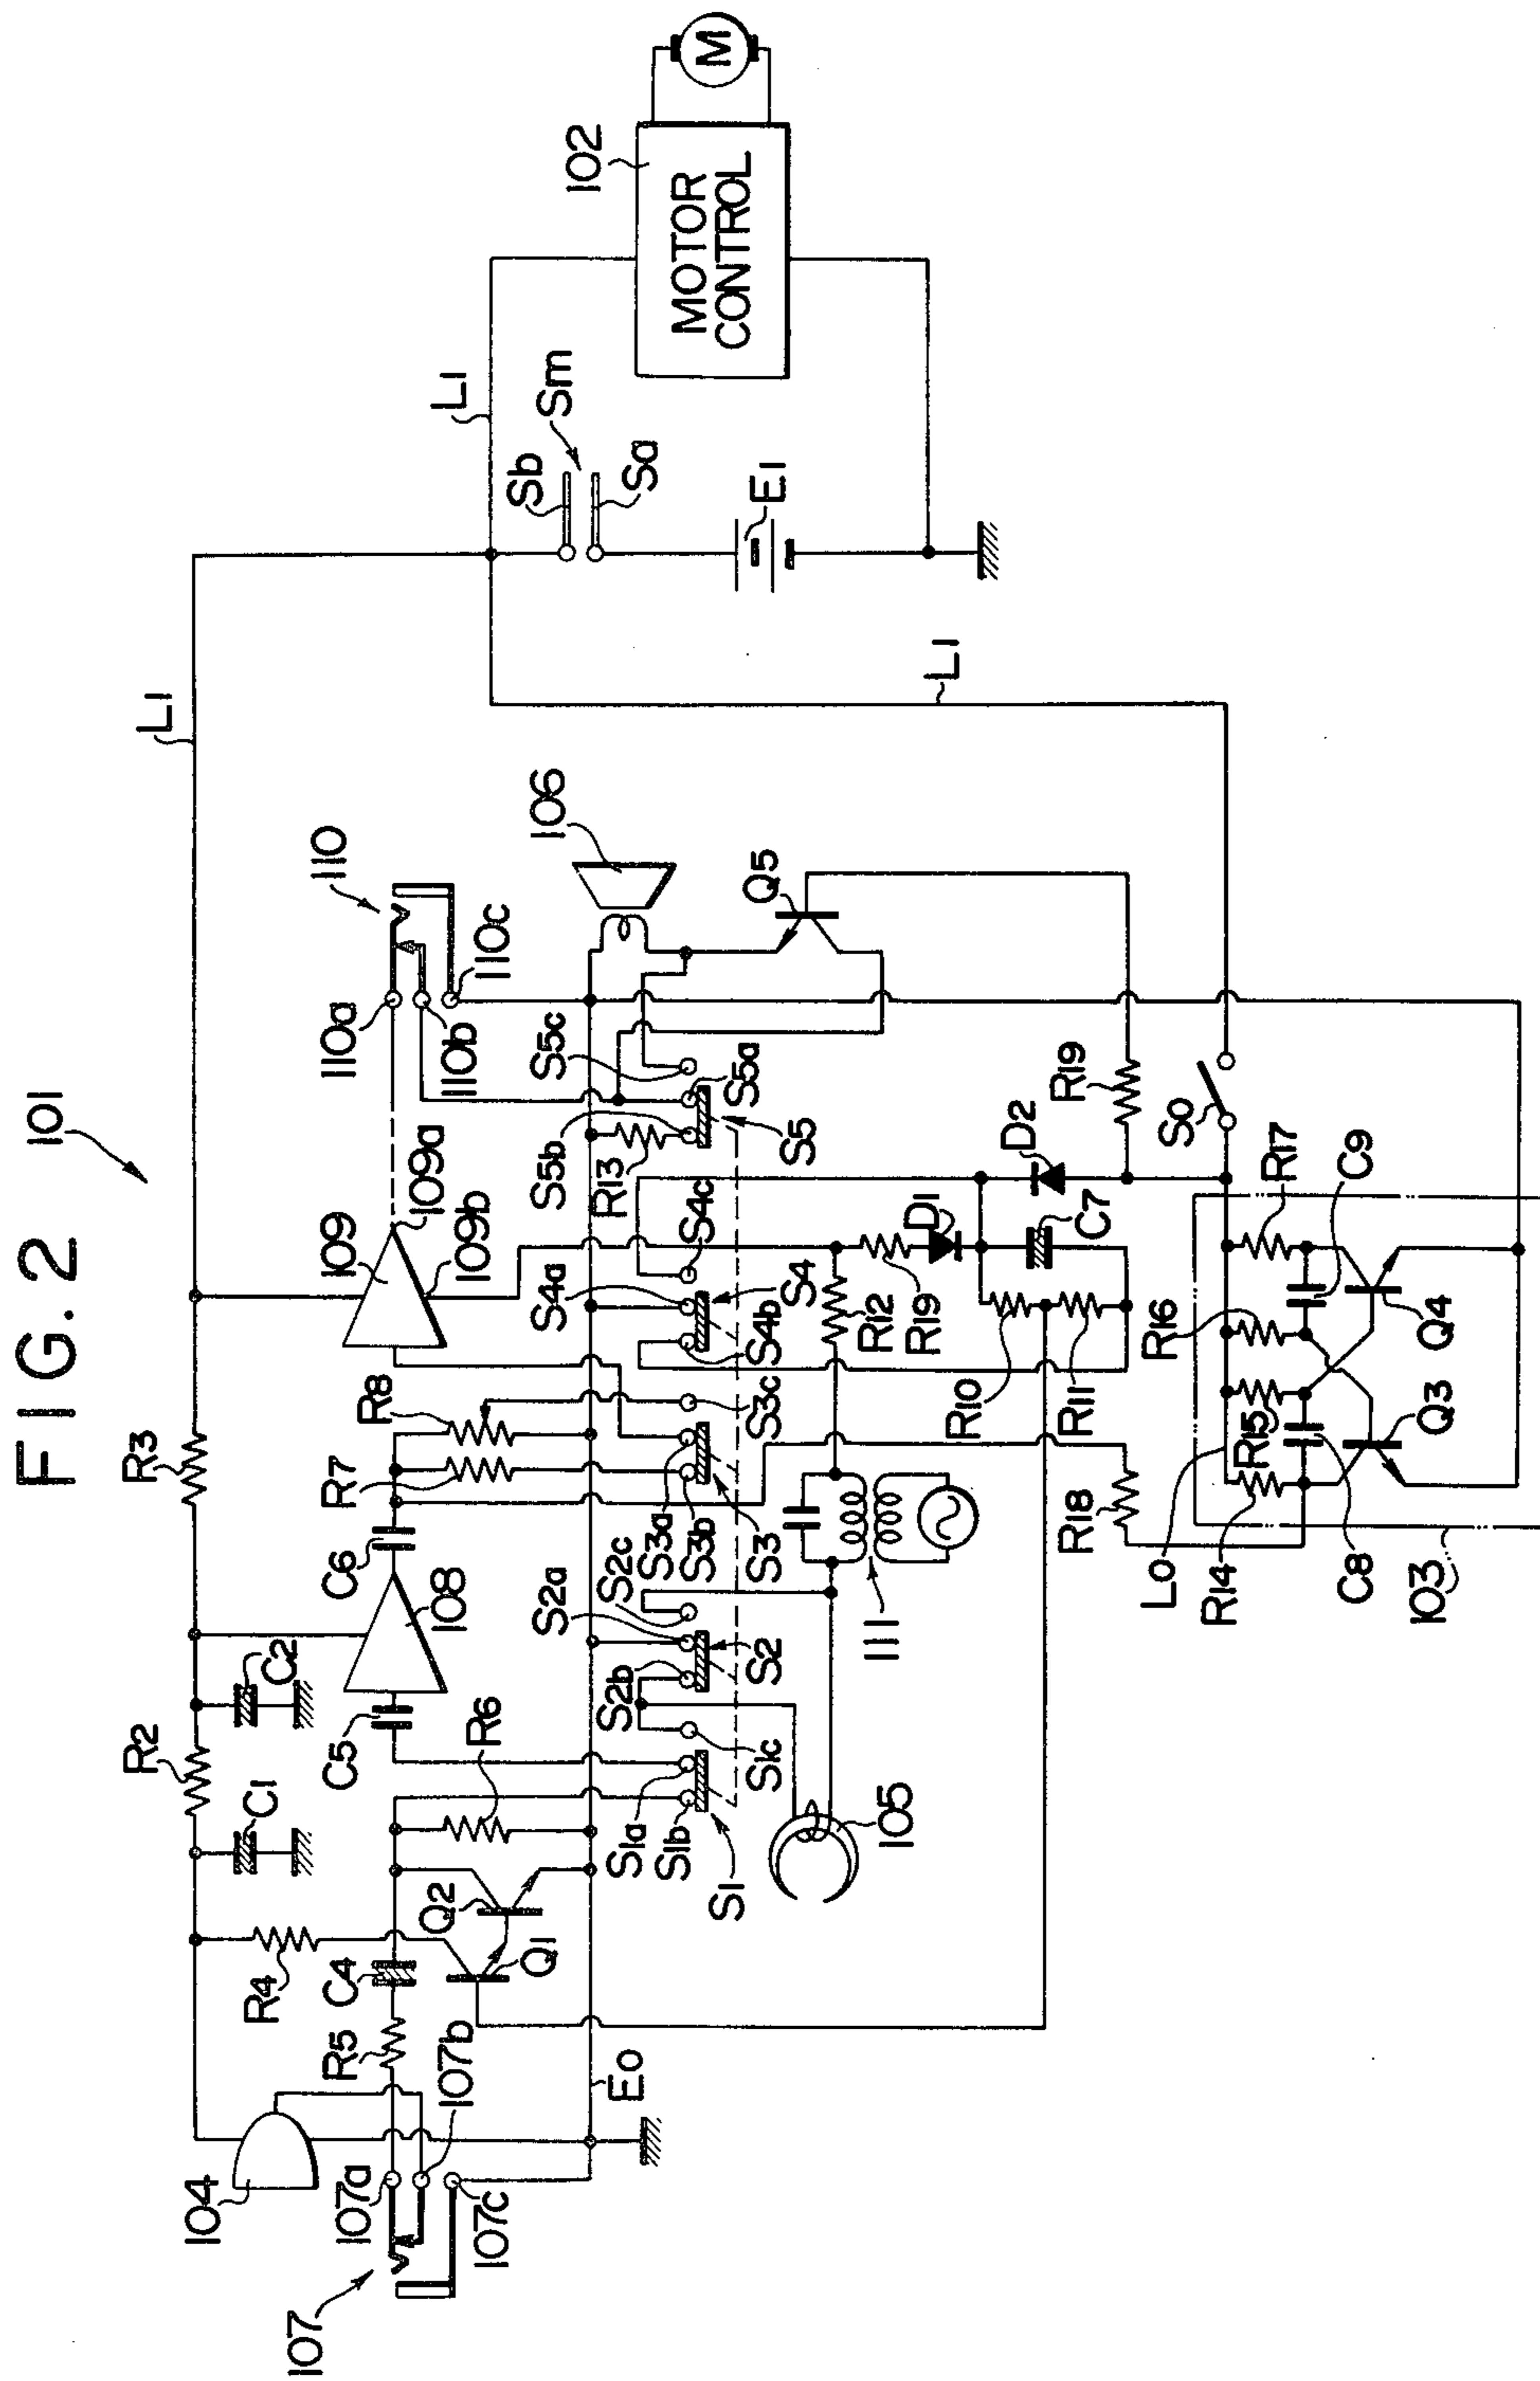 FIG. 2
101
L1
L1
L1
R3
R2
C2
C1
R4
104
107
107a
107b
107c
R5
C4
Q2
Q1
R6
C5
108
C6
R7
R8
109
109a
109b
110
110a
110b
110c
106
Q5
Sb
Sm
Sa
E1
102
MOTOR
CONTROL
M
E0
S1
S1a
S1b
S1c
S2
S2a
S2b
S2c
S3
S3a
S3b
S3c
S4
S4a
S4b
S4c
S5
S5a
S5b
S5c
R13
105
111
R12
R19
D1
D2
C7
R10
R11
R19
R18
S0
L0
R14
R15
R16
R17
C8
C9
Q3
Q4
103